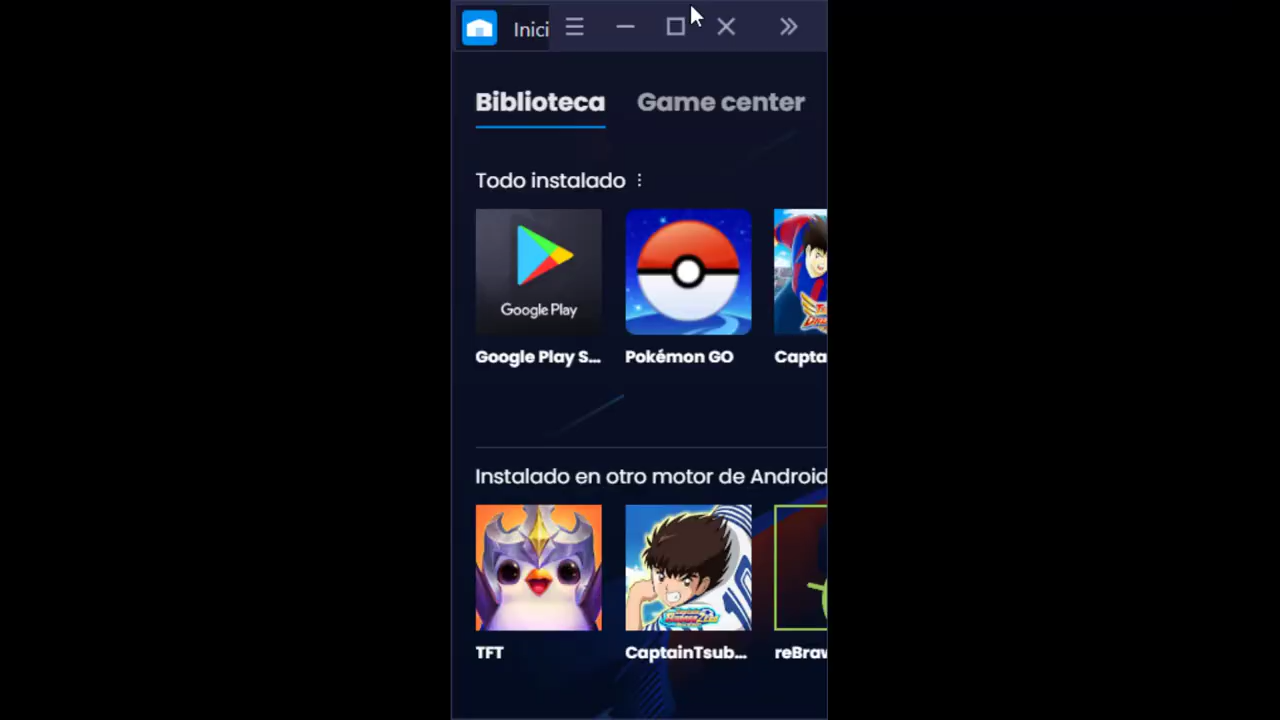 Inici
Biblioteca Game center
Todo instalado
Google Play
Google Play S... Pokémon GO Capta
Instalado en otro motor de Android
TFT CaptainTsub... reBrav